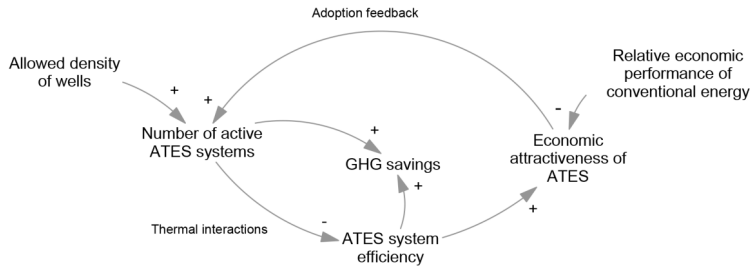 Adoption feedback
Allowed density
of wells
Relative economic
performance of
conventional energy
+
+
-
Number of active
ATES systems
+
GHG savings
Economic
attractiveness of
ATES
+
+
Thermal interactions
-
ATES system
efficiency